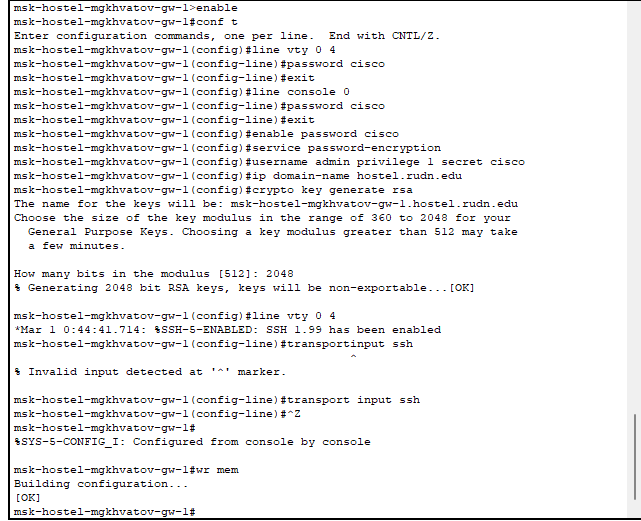 msk-hostel-mgkhvatov-gw-1>enable
msk-hostel-mgkhvatov-gw-1#conf t
Enter configuration commands, one per line.  End with CNTL/Z.
msk-hostel-mgkhvatov-gw-1(config)#line vty 0 4
msk-hostel-mgkhvatov-gw-1(config-line)#password cisco
msk-hostel-mgkhvatov-gw-1(config-line)#exit
msk-hostel-mgkhvatov-gw-1(config)#line console 0
msk-hostel-mgkhvatov-gw-1(config-line)#password cisco
msk-hostel-mgkhvatov-gw-1(config-line)#exit
msk-hostel-mgkhvatov-gw-1(config)#enable password cisco
msk-hostel-mgkhvatov-gw-1(config)#service password-encryption
msk-hostel-mgkhvatov-gw-1(config)#username admin privilege 1 secret cisco
msk-hostel-mgkhvatov-gw-1(config)#ip domain-name hostel.rudn.edu
msk-hostel-mgkhvatov-gw-1(config)#crypto key generate rsa
The name for the keys will be: msk-hostel-mgkhvatov-gw-1.hostel.rudn.edu
Choose the size of the key modulus in the range of 360 to 2048 for your
  General Purpose Keys. Choosing a key modulus greater than 512 may take
  a few minutes.

How many bits in the modulus [512]: 2048
% Generating 2048 bit RSA keys, keys will be non-exportable...[OK]

msk-hostel-mgkhvatov-gw-1(config)#line vty 0 4
*Mar 1 0:44:41.714: %SSH-5-ENABLED: SSH 1.99 has been enabled
msk-hostel-mgkhvatov-gw-1(config-line)#transportinput ssh
                                                 ^
% Invalid input detected at '^' marker.

msk-hostel-mgkhvatov-gw-1(config-line)#transport input ssh
msk-hostel-mgkhvatov-gw-1(config-line)#^Z
msk-hostel-mgkhvatov-gw-1#
%SYS-5-CONFIG_I: Configured from console by console

msk-hostel-mgkhvatov-gw-1#wr mem
Building configuration...
[OK]
msk-hostel-mgkhvatov-gw-1#